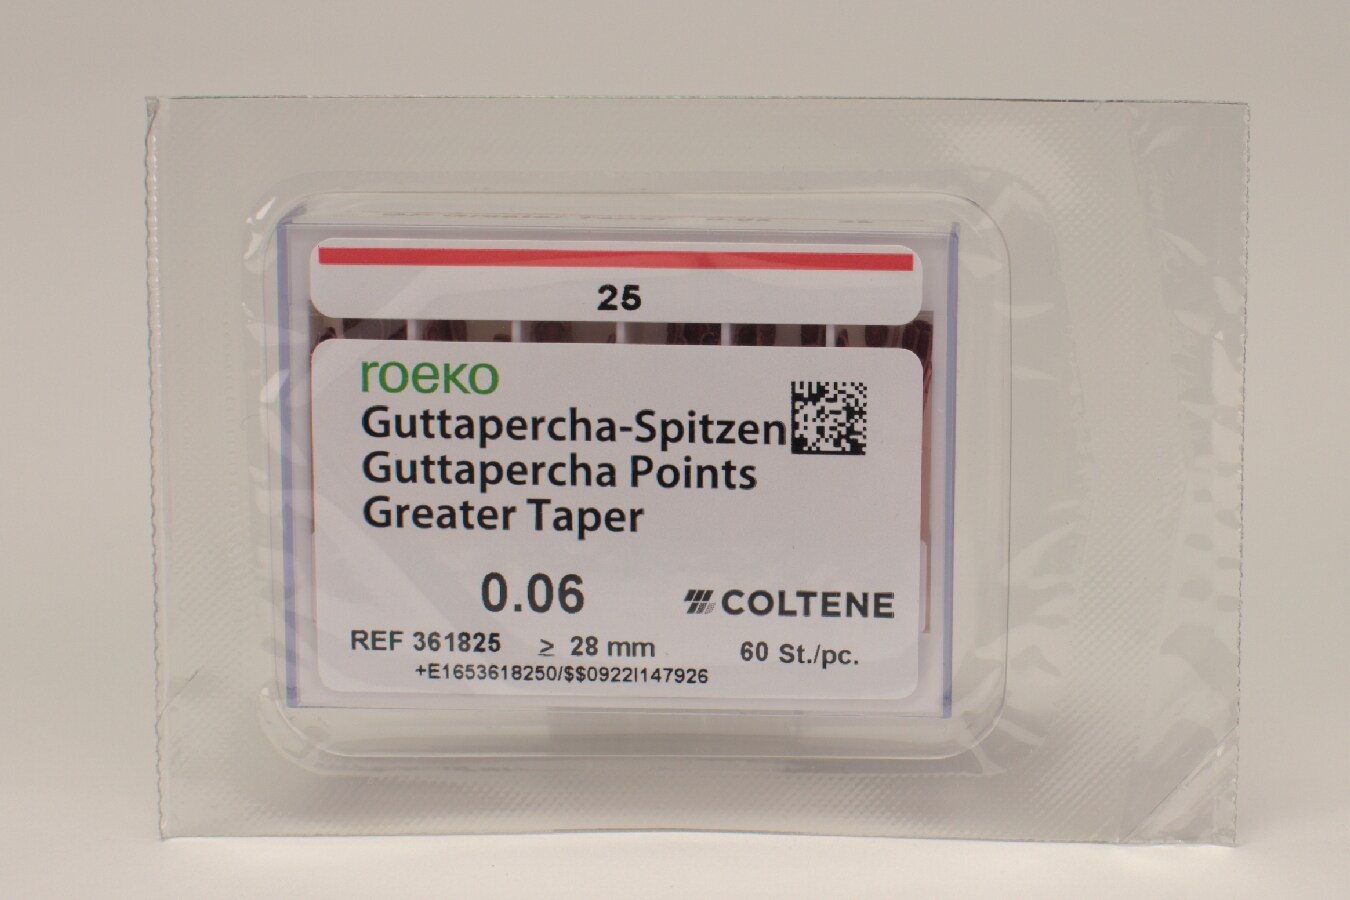 25
roeko
Guttapercha-Spitzen
Guttapercha Points
Greater Taper
0.06
COLTENE
REF 361825 ≥ 28 mm 60 St./pc.
+E1653618250/$$0922I147926